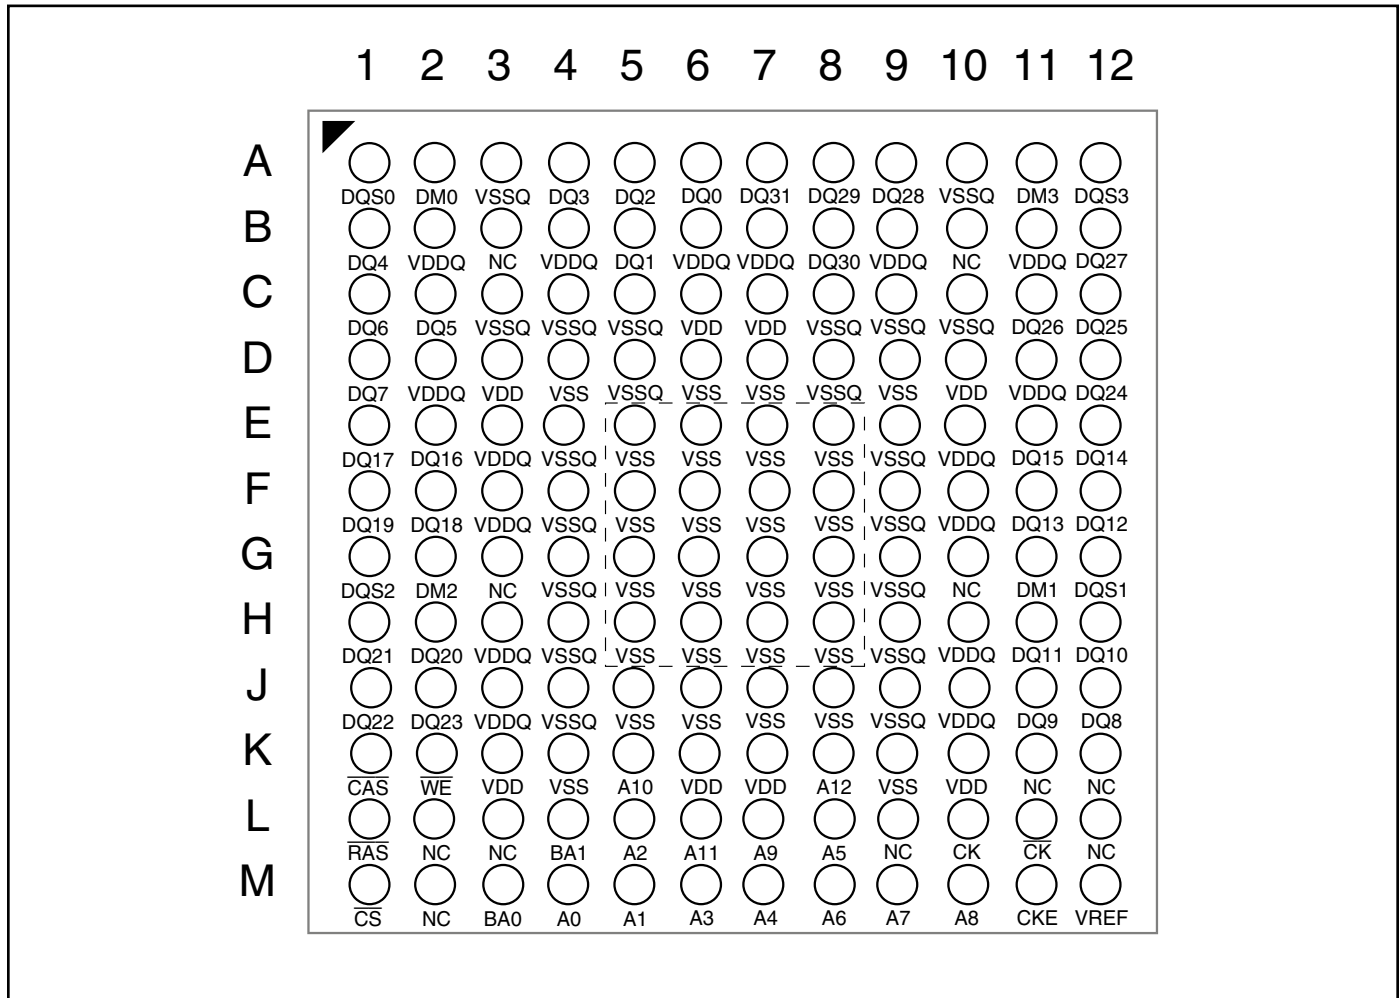 1 2 3 4 5 6 7 8 9 10 11 12
A
DQS0 DM0 VSSQ DQ3 DQ2 DQ0 DQ31 DQ29 DQ28 VSSQ DM3 DQS3
B
DQ4 VDDQ NC VDDQ DQ1 VDDQ VDDQ DQ30 VDDQ NC VDDQ DQ27
C
DQ6 DQ5 VSSQ VSSQ VSSQ VDD VDD VSSQ VSSQ VSSQ DQ26 DQ25
D
DQ7 VDDQ VDD VSS VSSQ VSS VSS VSSQ VSS VDD VDDQ DQ24
E
DQ17 DQ16 VDDQ VSSQ VSS VSS VSS VSS VSSQ VDDQ DQ15 DQ14
F
DQ19 DQ18 VDDQ VSSQ VSS VSS VSS VSS VSSQ VDDQ DQ13 DQ12
G
DQS2 DM2 NC VSSQ VSS VSS VSS VSS VSSQ NC DM1 DQS1
H
DQ21 DQ20 VDDQ VSSQ VSS VSS VSS VSS VSSQ VDDQ DQ11 DQ10
J
DQ22 DQ23 VDDQ VSSQ VSS VSS VSS VSS VSSQ VDDQ DQ9 DQ8
K
C̅A̅S̅ W̅E̅ VDD VSS A10 VDD VDD A12 VSS VDD NC NC
L
R̅A̅S̅ NC NC BA1 A2 A11 A9 A5 NC CK C̅K̅ NC
M
C̅S̅ NC BA0 A0 A1 A3 A4 A6 A7 A8 CKE VREF